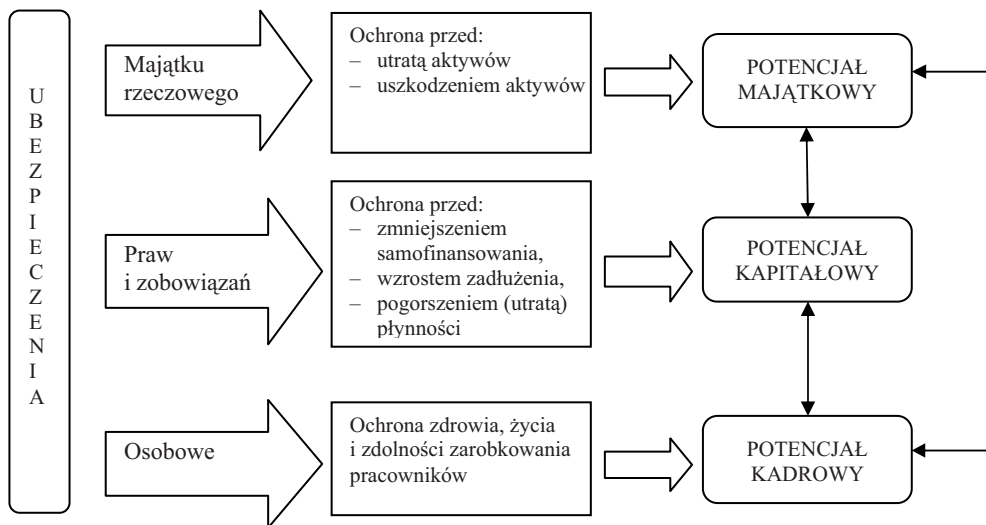 UBEZPIECZENIA
Majątku
rzeczowego
Ochrona przed:
– utratą aktywów
– uszkodzeniem aktywów
POTENCJAŁ
MAJĄTKOWY
Praw
i zobowiązań
Ochrona przed:
– zmniejszeniem
samofinansowania,
– wzrostem zadłużenia,
– pogorszeniem (utratą)
płynności
POTENCJAŁ
KAPITAŁOWY
Osobowe
Ochrona zdrowia, życia
i zdolności zarobkowania
pracowników
POTENCJAŁ
KADROWY